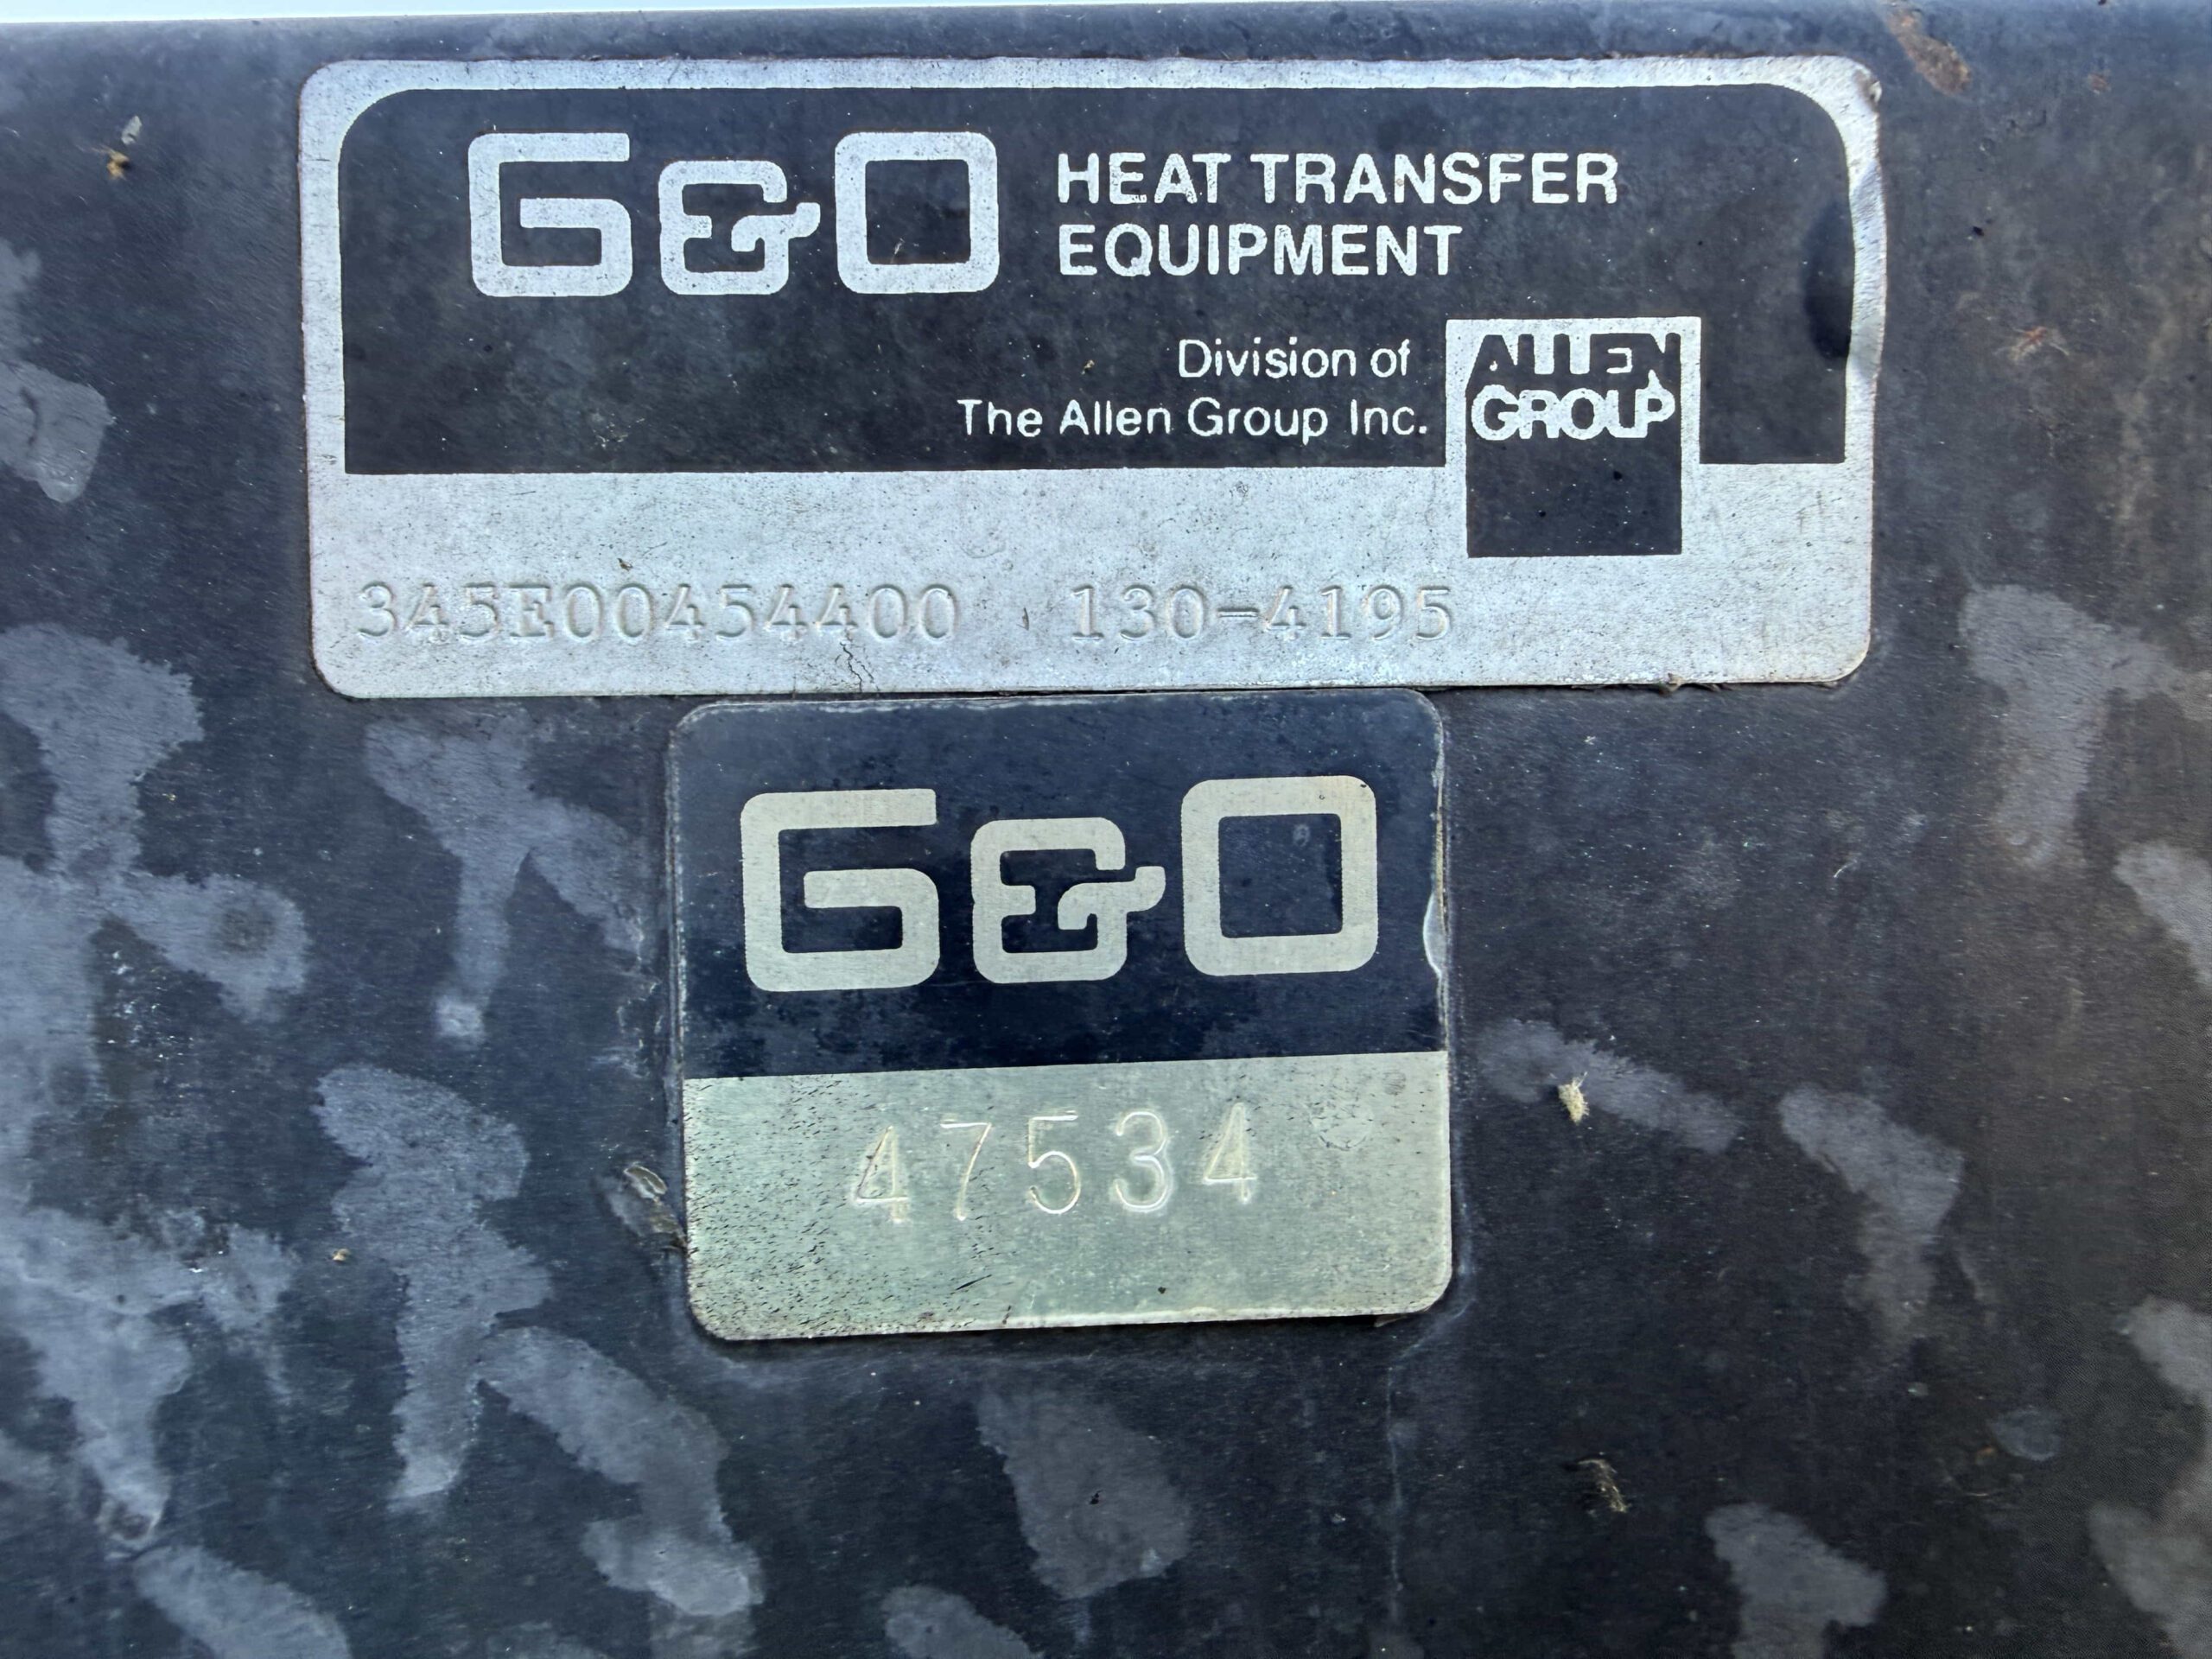 G&O HEAT TRANSFER
EQUIPMENT
Division of
The Allen Group Inc.
ALLEN
GROUP
345E00454400 130-4195
G&O
47534